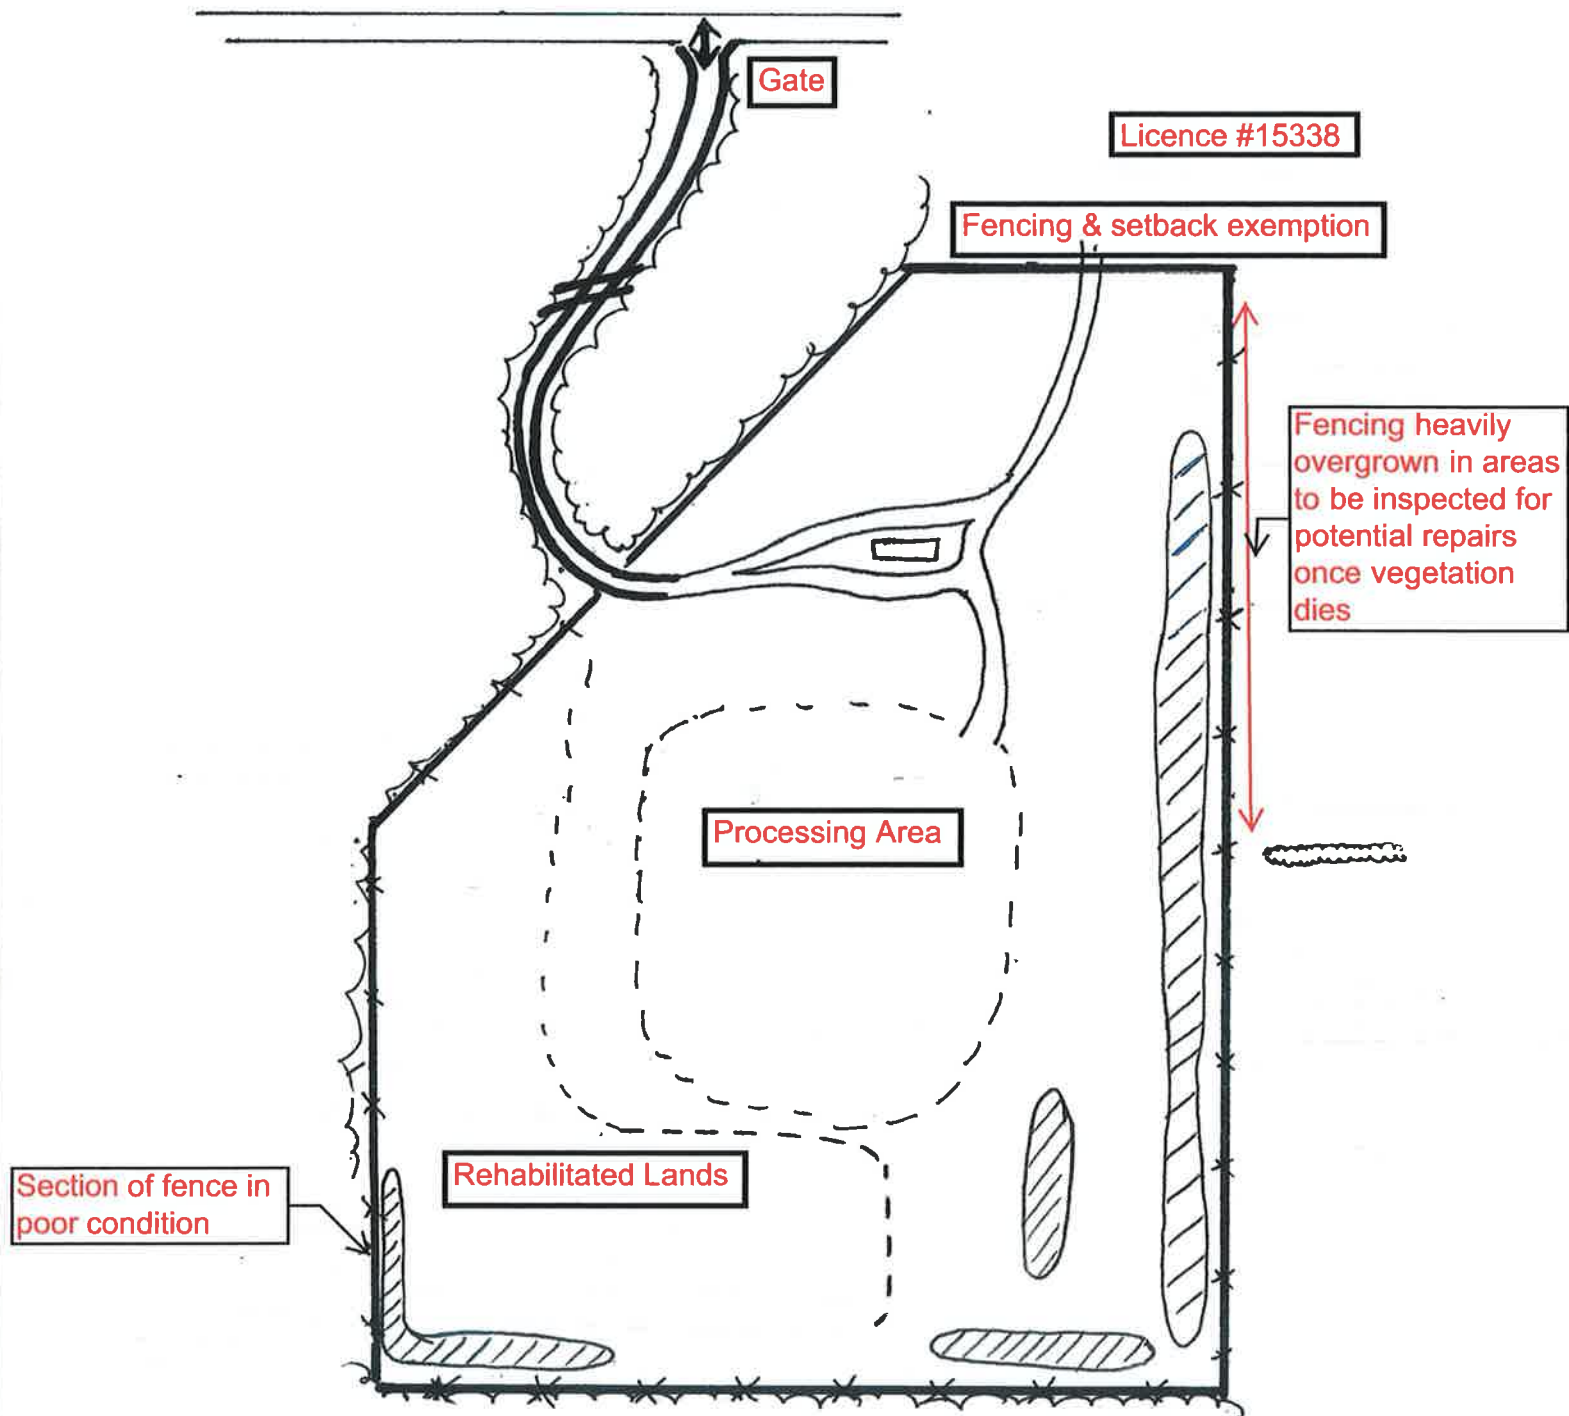 Gate
Licence #15338
Fencing & setback exemption
Fencing heavily
overgrown in areas
to be inspected for
potential repairs
once vegetation
dies
Processing Area
Rehabilitated Lands
Section of fence in
poor condition